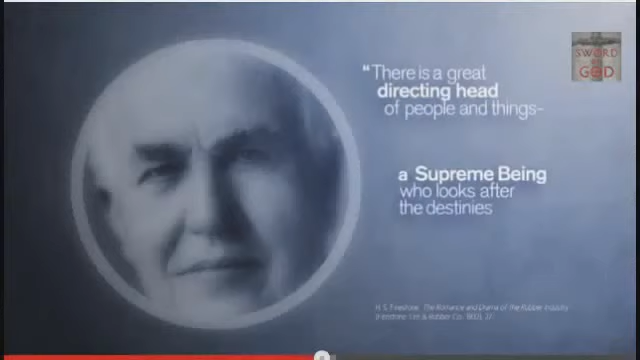 “There is a great
directing head
of people and things-
a Supreme Being
who looks after
the destinies
SWORD
GOD
H. S. Firestone, The Romance and Drama of the Rubber Industry